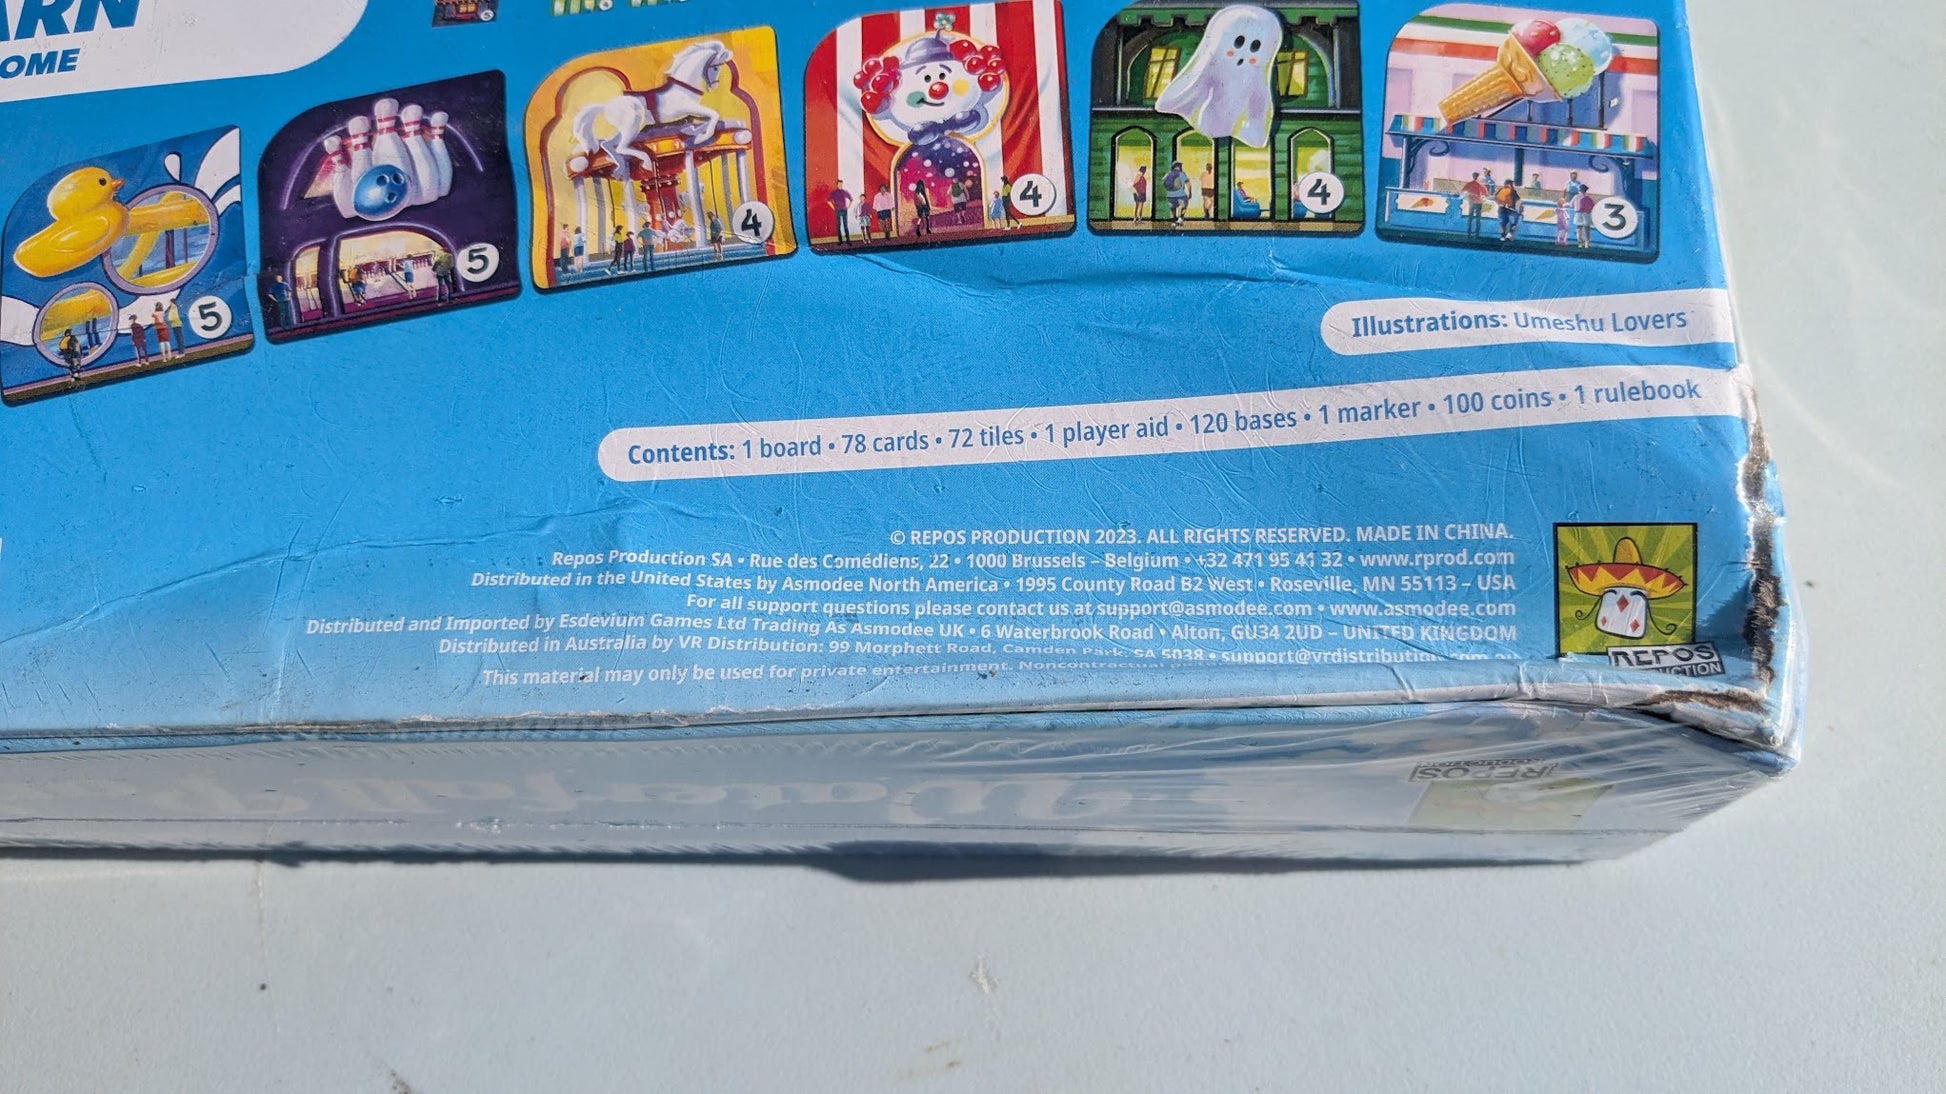 ARN
OME
5
5
4
4
4
3
Illustrations: Umeshu Lovers
Contents: 1 board • 78 cards • 72 tiles • 1 player aid • 120 bases • 1 marker • 100 coins • 1 rulebook
© REPOS PRODUCTION 2023. ALL RIGHTS RESERVED. MADE IN CHINA.
Repos Production SA • Rue des Comédiens, 22 • 1000 Brussels – Belgium • +32 471 95 41 32 • www.rprod.com
Distributed in the United States by Asmodee North America • 1995 County Road B2 West • Roseville, MN 55113 – USA
For all support questions please contact us at support@asmodee.com • www.asmodee.com
Distributed and Imported by Esdevium Games Ltd Trading As Asmodee UK • 6 Waterbrook Road • Alton, GU34 2UD – UNITED KINGDOM
Distributed in Australia by VR Distribution: 99 Morphett Road, Camden Park, SA 5038 •
This material may only be used for private entertainment. Noncontractual
REPOS
REPOS
PRODUCTION